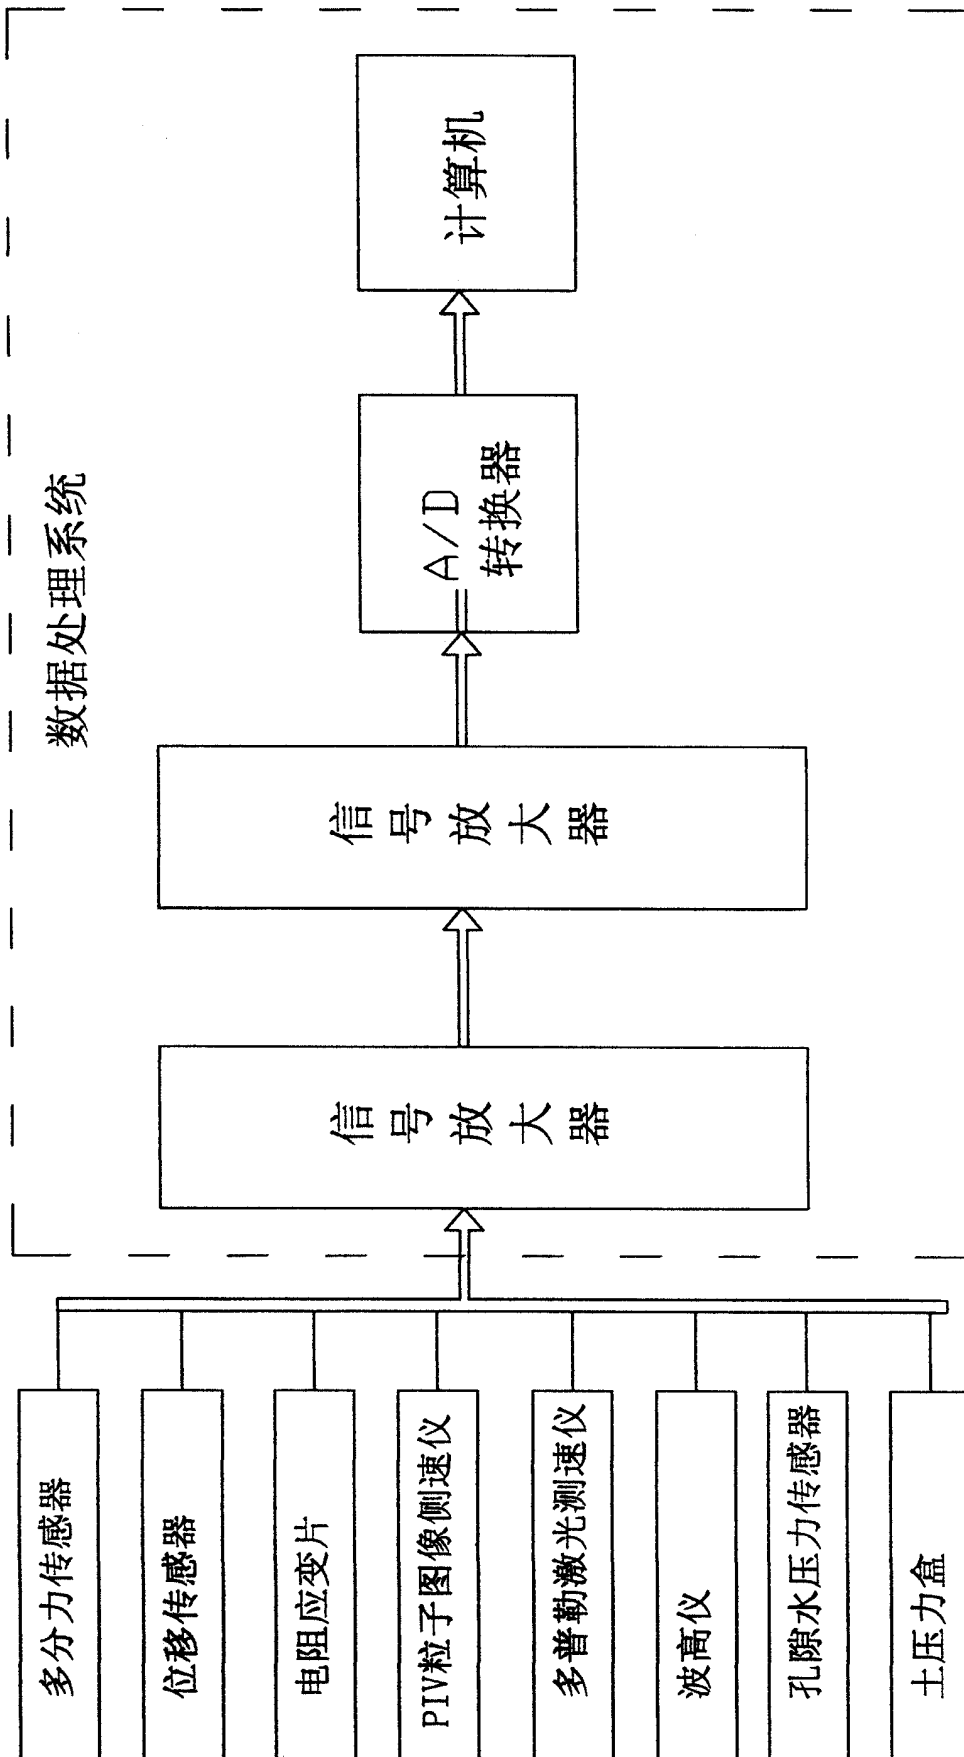 数据处理系统
多分力传感器
位移传感器
电阻应变片
PIV粒子图像侧速仪
多普勒激光测速仪
波高仪
孔隙水压力传感器
土压力盒
信号放大器
信号放大器
A/D
转换器
计算机